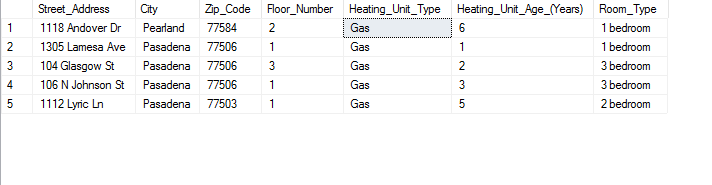 Street_Address City Zip_Code Floor_Number Heating_Unit_Type Heating_Unit_Age_(Years) Room_Type
1 1118 Andover Dr Pearland 77584 2 Gas 6 1 bedroom
2 1305 Lamesa Ave Pasadena 77506 1 Gas 1 1 bedroom
3 104 Glasgow St Pasadena 77506 3 Gas 2 3 bedroom
4 106 N Johnson St Pasadena 77506 1 Gas 3 3 bedroom
5 1112 Lyric Ln Pasadena 77503 1 Gas 5 2 bedroom